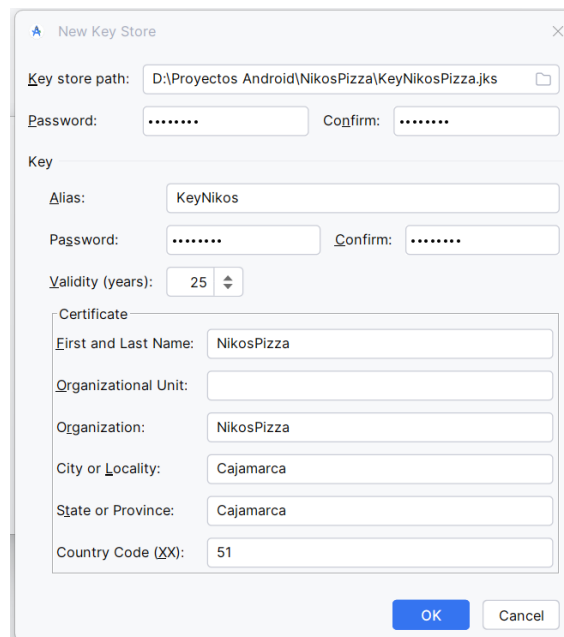 New Key Store
Key store path: D:\Proyectos Android\NikosPizza\KeyNikosPizza.jks
Password: •••••••• Confirm: ••••••••
Key
Alias: KeyNikos
Password: •••••••• Confirm: ••••••••
Validity (years): 25
Certificate
First and Last Name: NikosPizza
Organizational Unit:
Organization: NikosPizza
City or Locality: Cajamarca
State or Province: Cajamarca
Country Code (XX): 51
OK Cancel